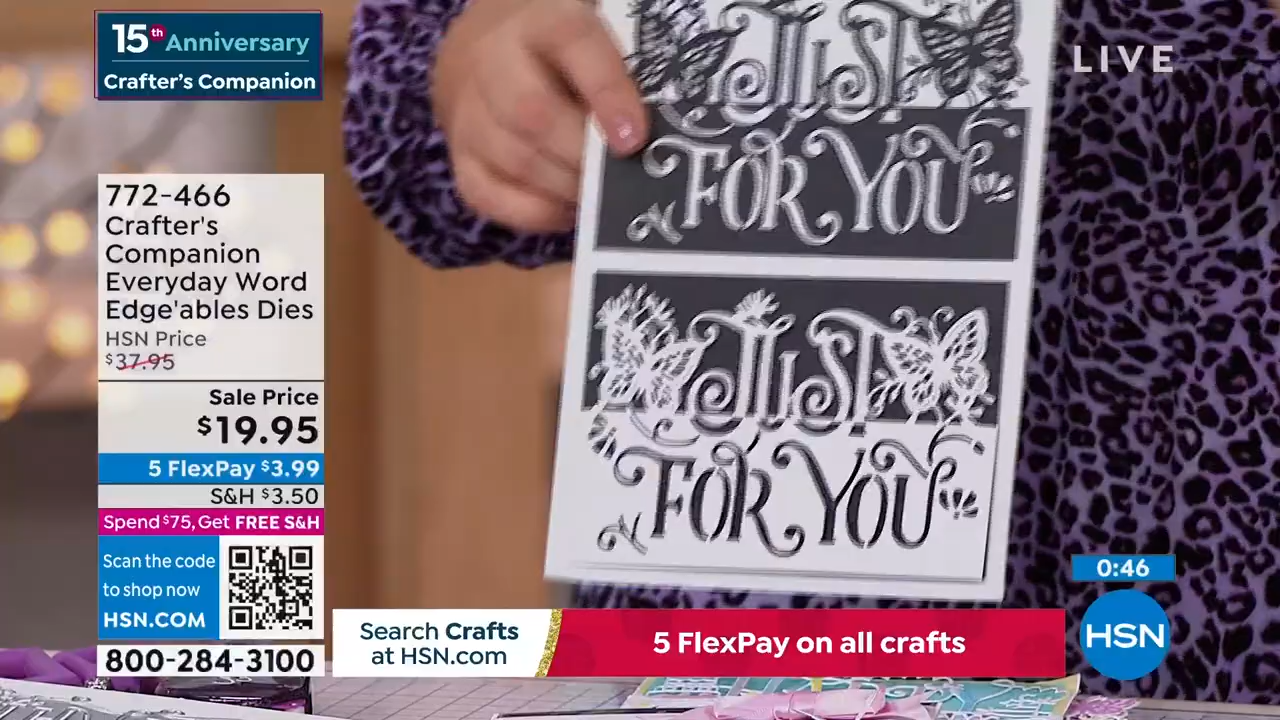 15th Anniversary
Crafter's Companion
LIVE
772-466
Crafter's
Companion
Everyday Word
Edge'ables Dies
HSN Price
$37.95
Sale Price
$19.95
5 FlexPay $3.99
S&H $3.50
Spend $75, Get FREE S&H
Scan the code
to shop now
HSN.COM
800-284-3100
JUST
FOR YOU
JUST
FOR YOU
Search Crafts
at HSN.com
5 FlexPay on all crafts
0:46
HSN